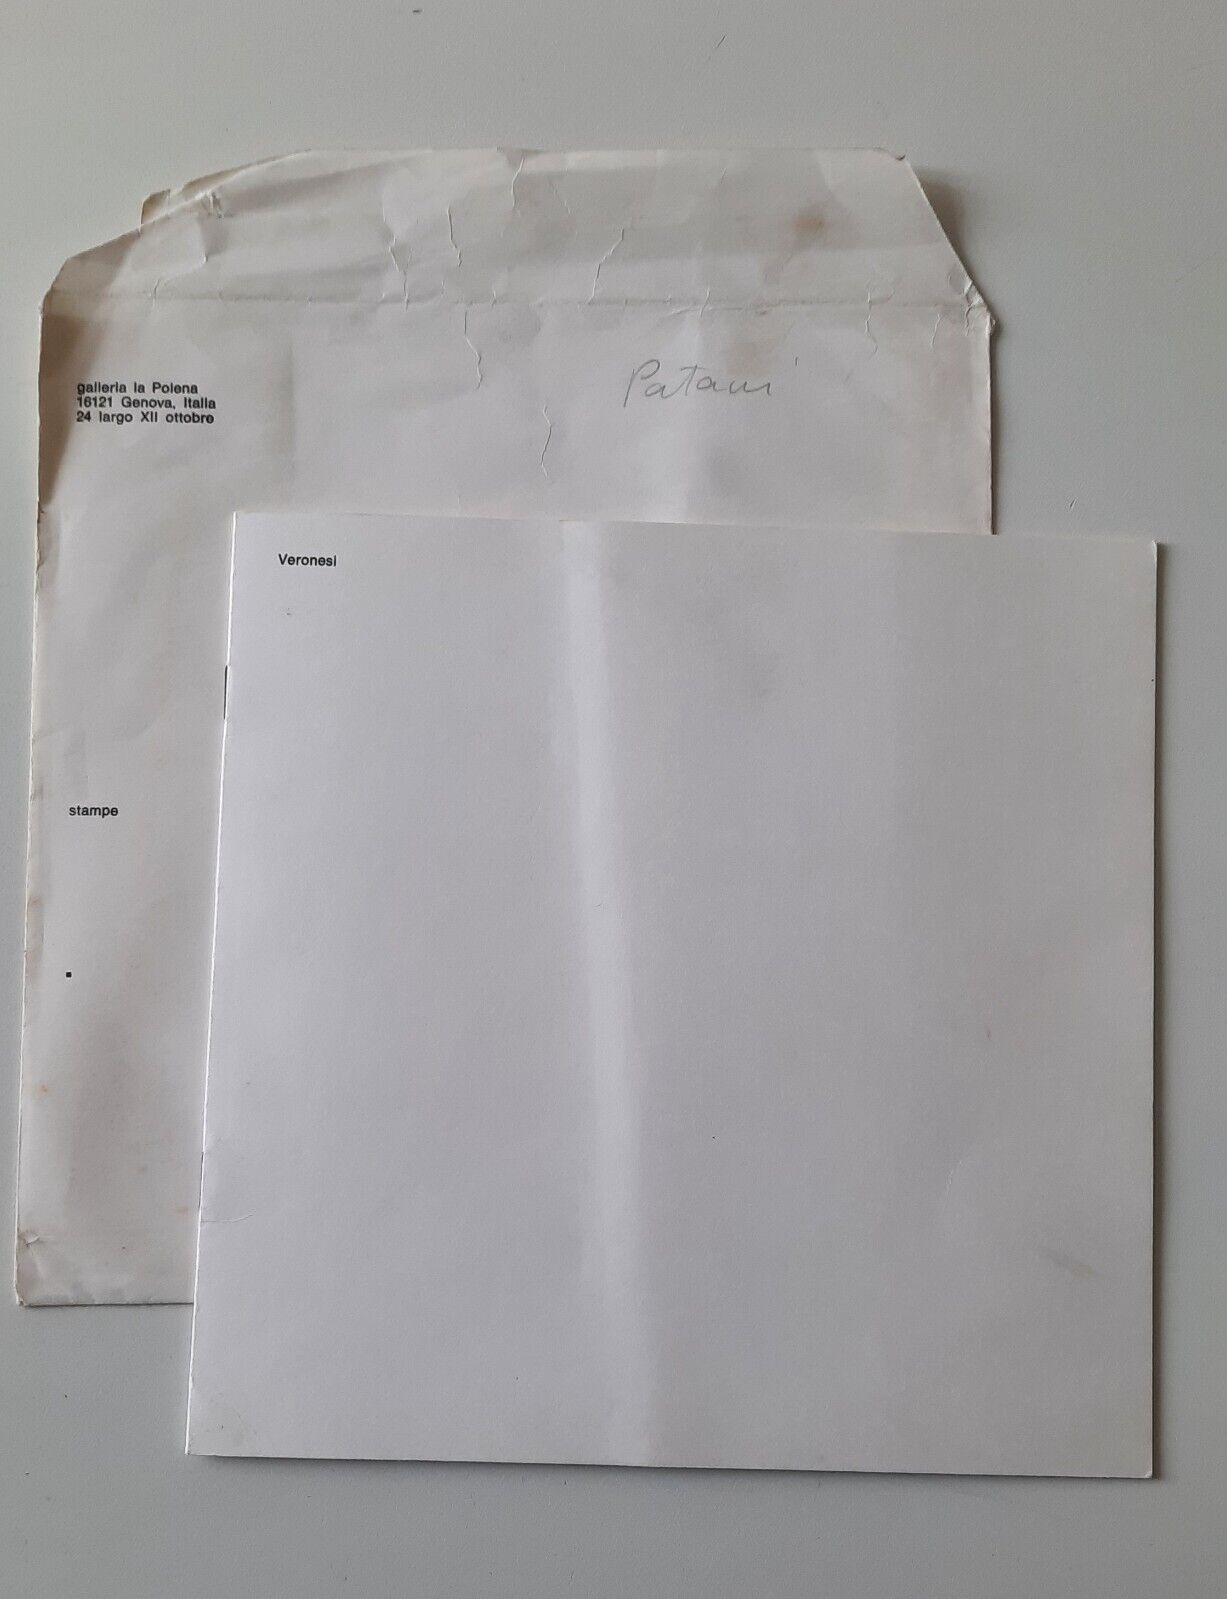 galleria la Polena
16121 Genova, Italia
24 largo XII ottobre
Patani
Veronesi
stampe